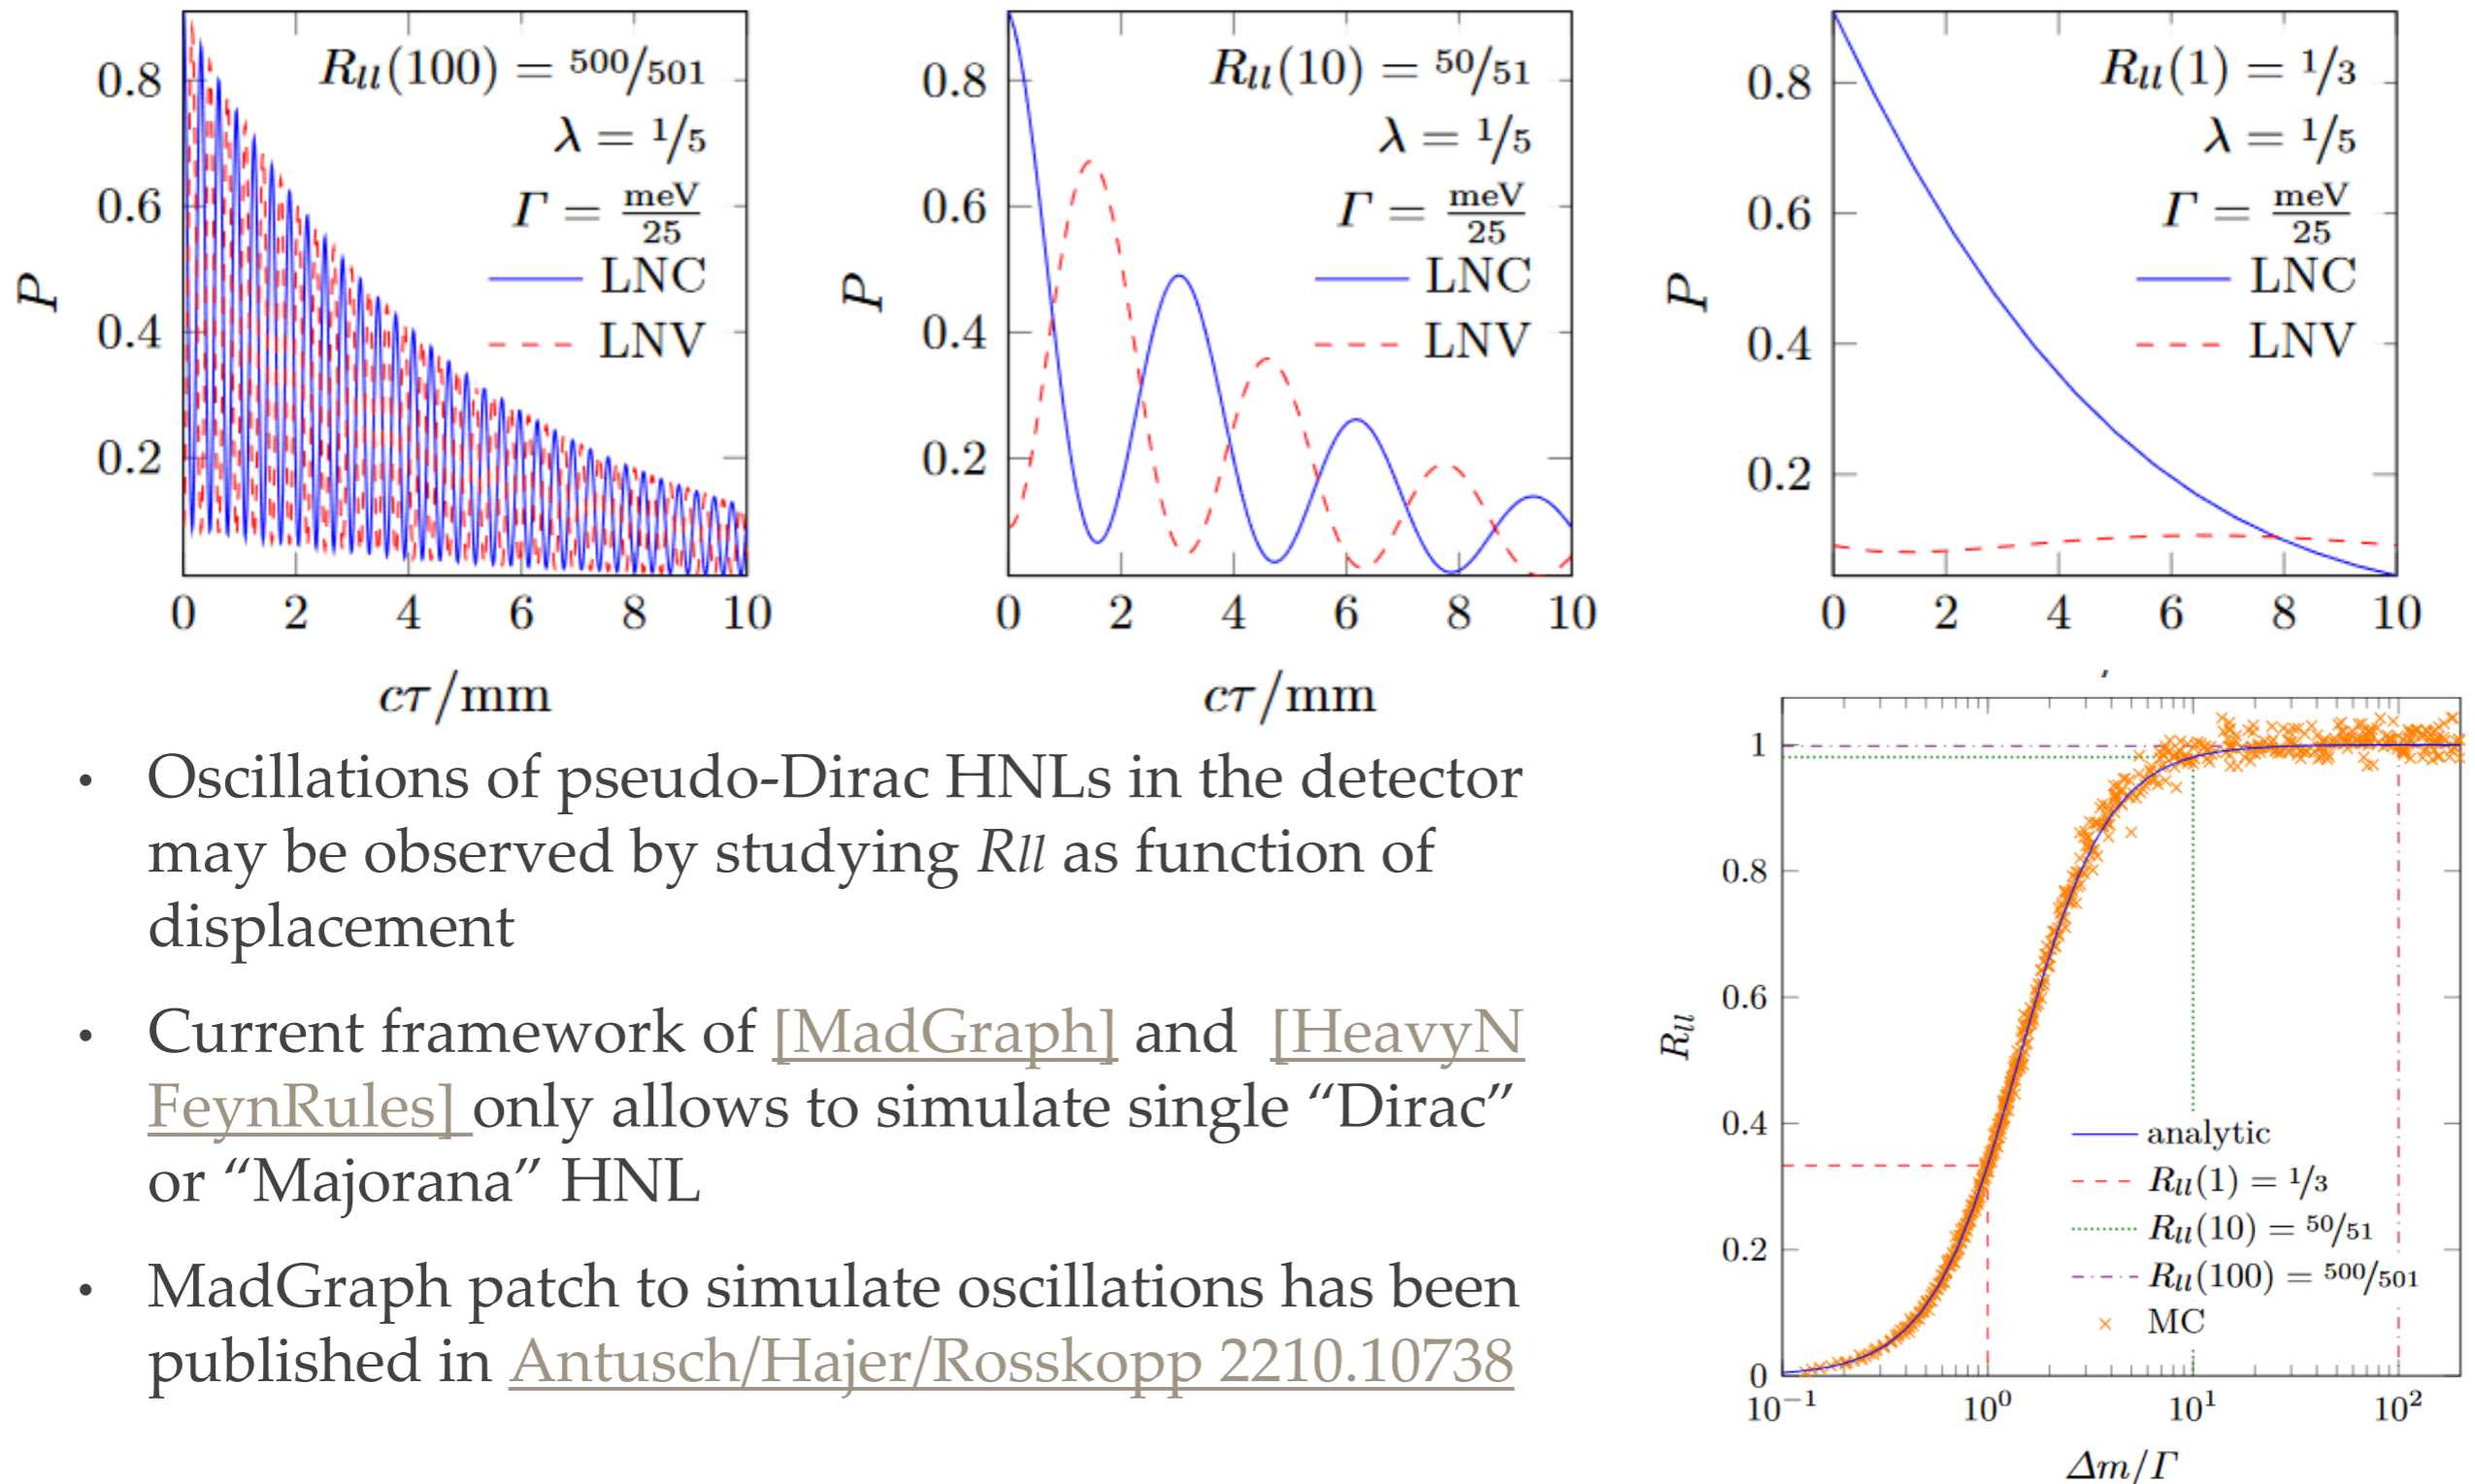 0.8
0.6
0.4
0.2
P
R_ll(100) = 500/501
λ = 1/5
Γ = meV/25
LNC
LNV
0 2 4 6 8 10
cτ/mm
0.8
0.6
0.4
0.2
P
R_ll(10) = 50/51
λ = 1/5
Γ = meV/25
LNC
LNV
0 2 4 6 8 10
cτ/mm
0.8
0.6
0.4
0.2
P
R_ll(1) = 1/3
λ = 1/5
Γ = meV/25
LNC
LNV
0 2 4 6 8 10
• Oscillations of pseudo-Dirac HNLs in the detector
may be observed by studying Rll as function of
displacement
• Current framework of [MadGraph] and [HeavyN
FeynRules] only allows to simulate single “Dirac”
or “Majorana” HNL
• MadGraph patch to simulate oscillations has been
published in Antusch/Hajer/Rosskopp 2210.10738
1
0.8
0.6
0.4
0.2
0
R_ll
analytic
R_ll(1) = 1/3
R_ll(10) = 50/51
R_ll(100) = 500/501
MC
10⁻¹ 10⁰ 10¹ 10²
Δm/Γ